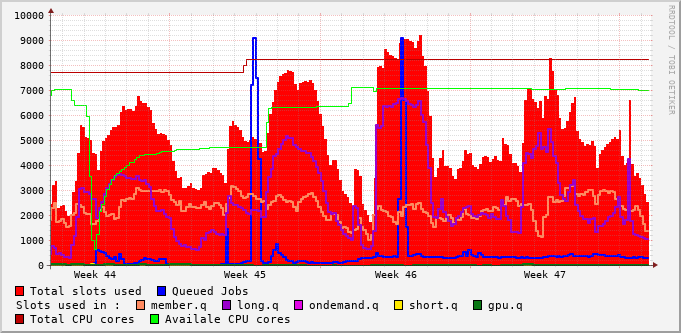 10000
9000
8000
7000
6000
5000
4000
3000
2000
1000
0
Week 44 Week 45 Week 46 Week 47
RRDTOOL / TOBI OETIKER
Total slots used Queued Jobs
Slots used in : member.q long.q ondemand.q short.q gpu.q
Total CPU cores Availale CPU cores